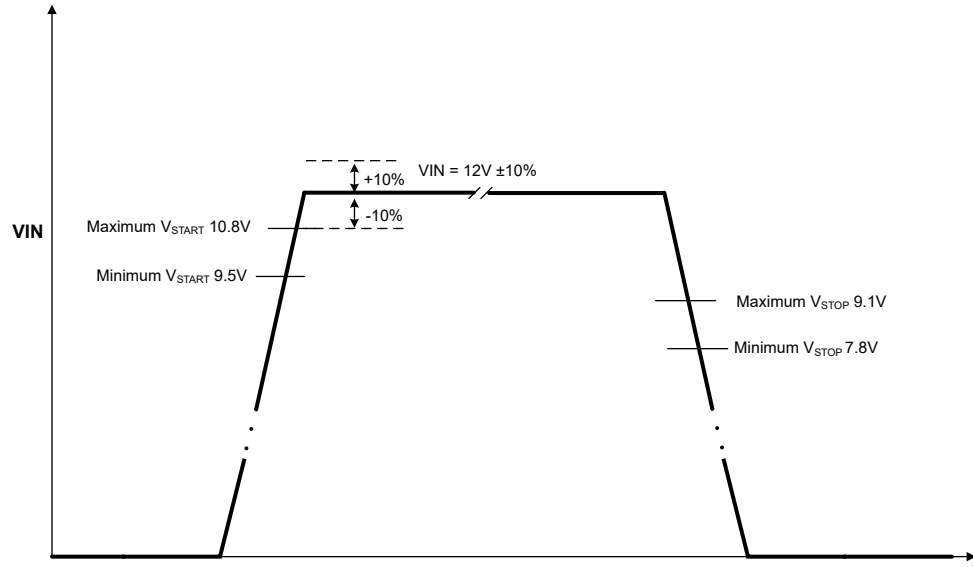 VIN = 12V ±10%
+10%
-10%
VIN
Maximum VSTART 10.8V
Minimum VSTART 9.5V
Maximum VSTOP 9.1V
Minimum VSTOP 7.8V